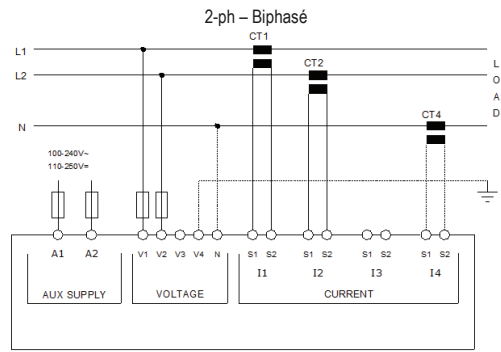 2-ph – Biphasé
CT1
L1
CT2
L2
L
O
A
D
CT4
N
100-240V~
110-250V=
A1 A2 V1 V2 V3 V4 N S1 S2 S1 S2 S1 S2 S1 S2
I1 I2 I3 I4
AUX SUPPLY VOLTAGE CURRENT